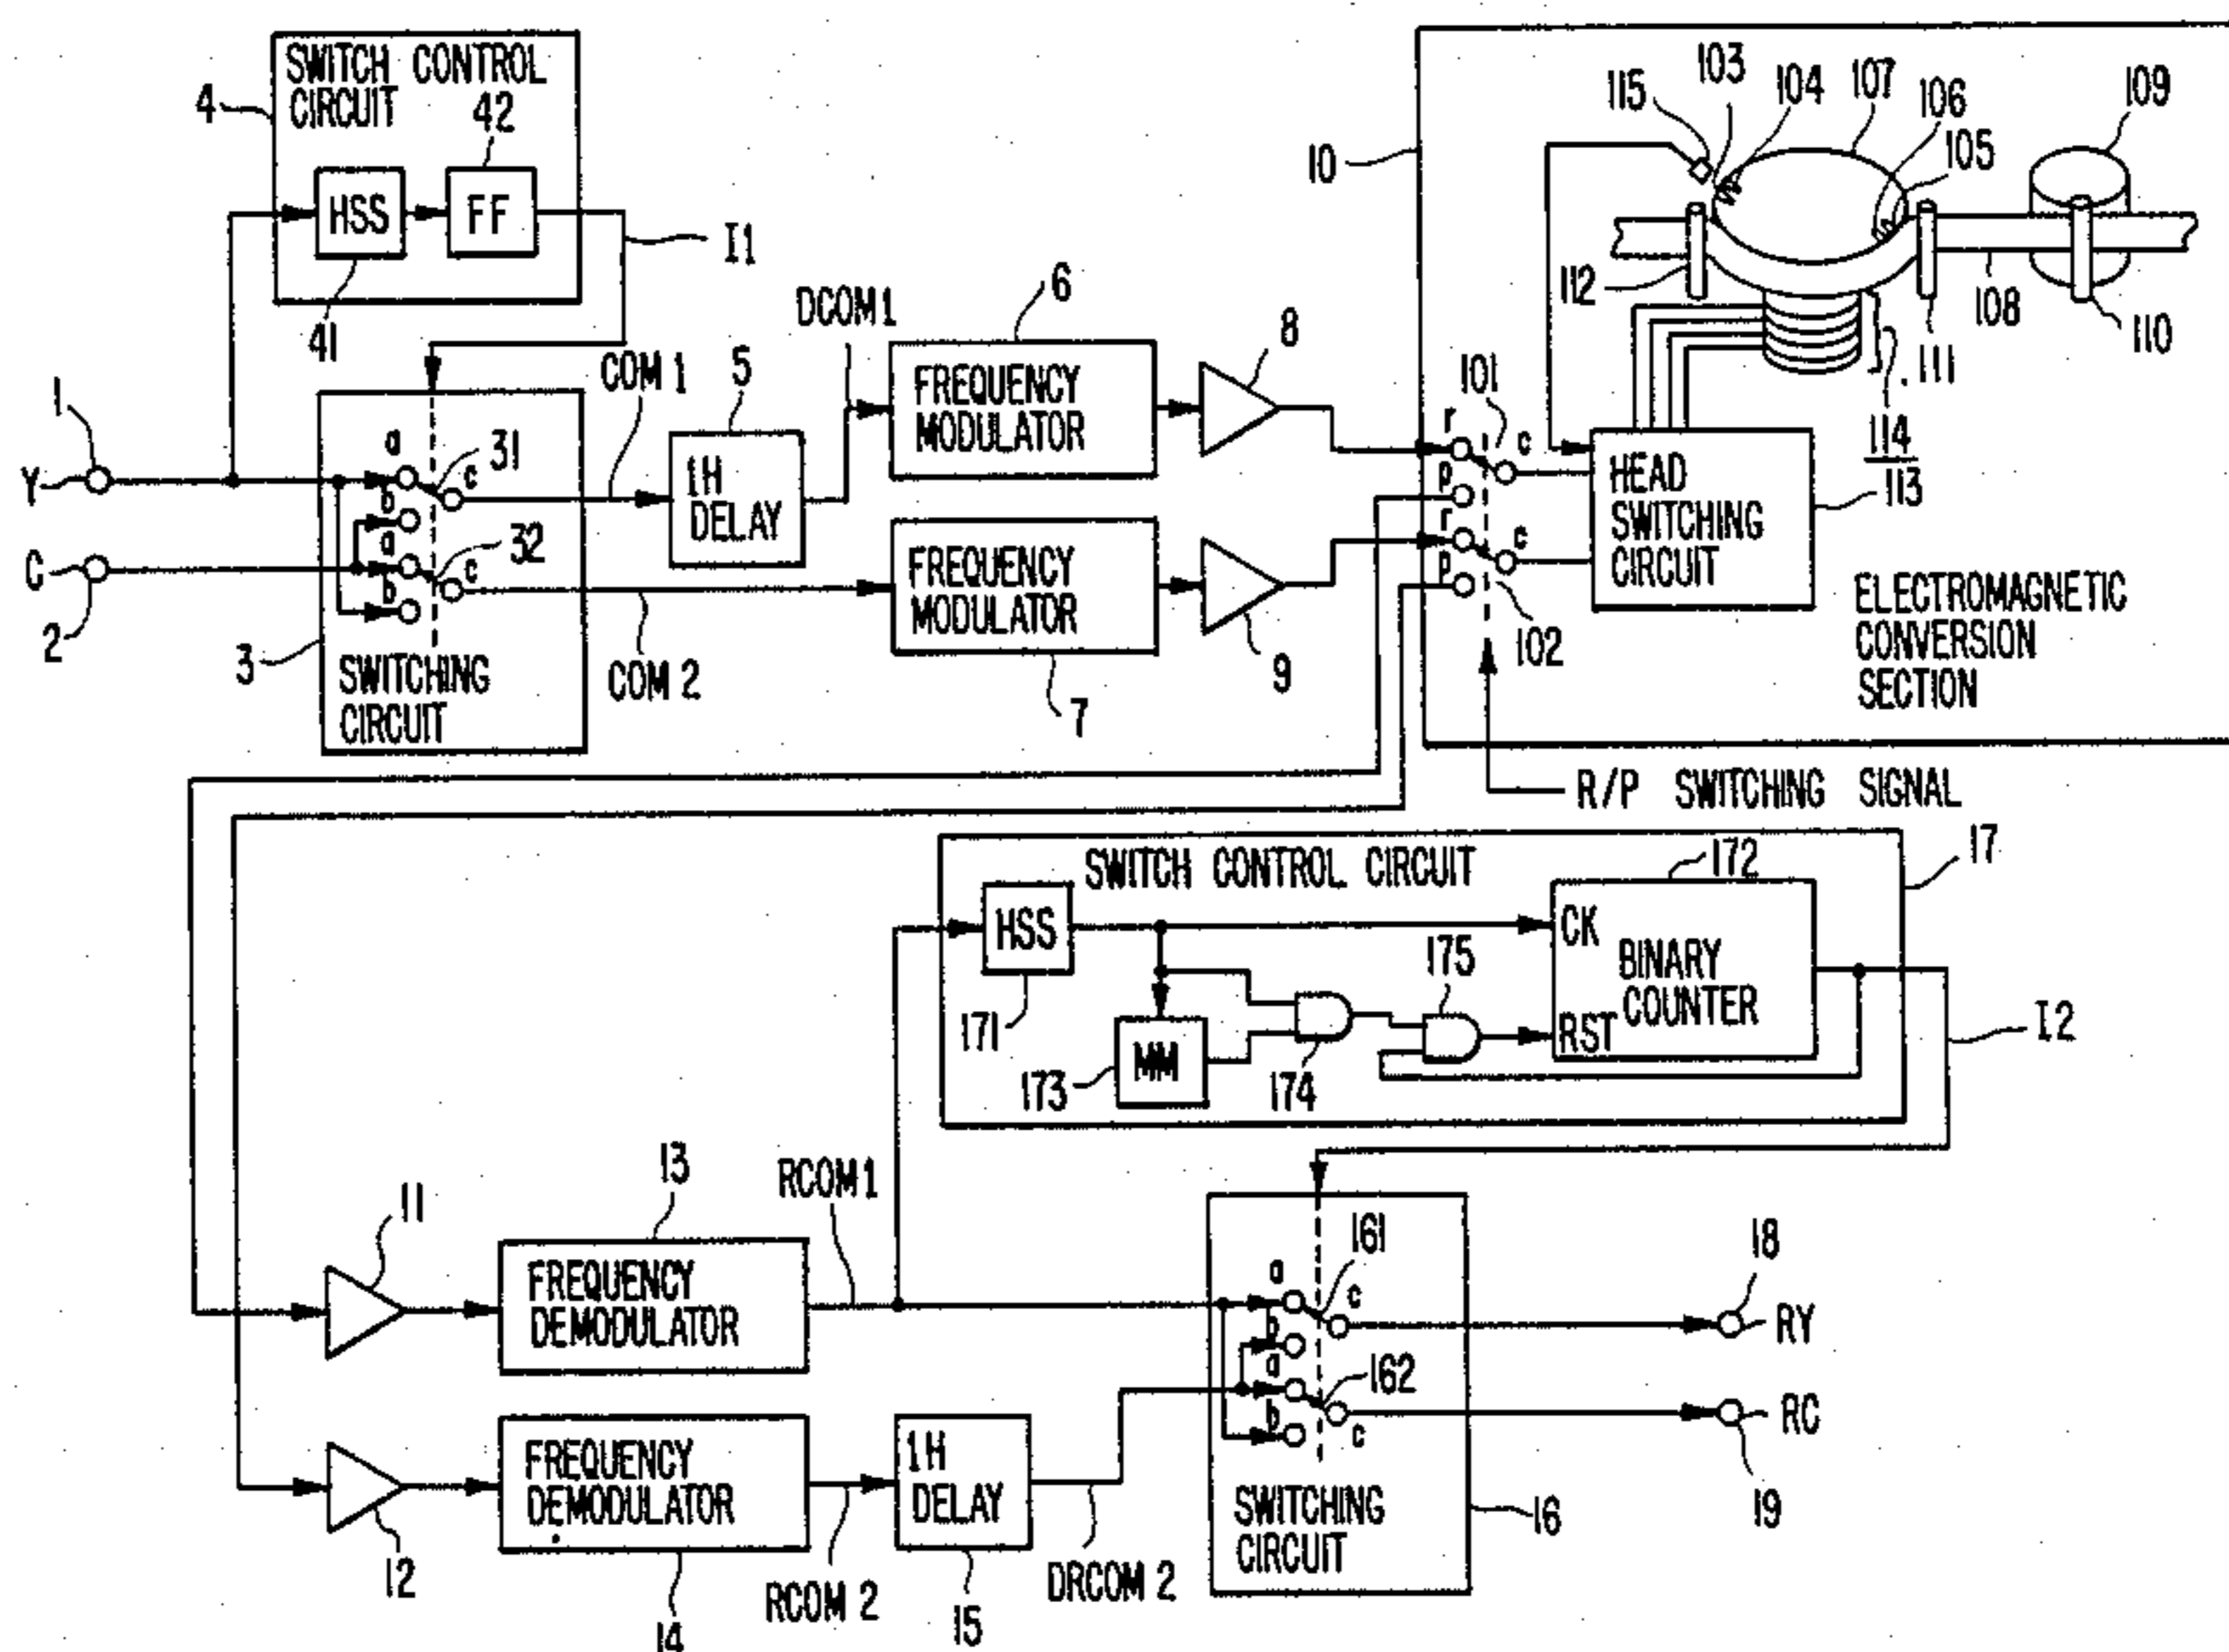 SWITCH CONTROL
CIRCUIT
4
42
HSS
FF
41
I1
1
Y
C
2
3
a
b
a
b
31
c
32
c
SWITCHING
CIRCUIT
COM 1
COM 2
5
1H
DELAY
DCOM 1
6
FREQUENCY
MODULATOR
FREQUENCY
MODULATOR
7
8
9
10
115
103
104
107
106
105
109
112
108
110
111
114
113
101
r
p
c
r
p
c
102
HEAD
SWITCHING
CIRCUIT
ELECTROMAGNETIC
CONVERSION
SECTION
R/P SWITCHING SIGNAL
SWITCH CONTROL CIRCUIT
172
17
HSS
171
CK
BINARY
COUNTER
RST
175
MM
173
174
I2
11
13
FREQUENCY
DEMODULATOR
RCOM 1
12
FREQUENCY
DEMODULATOR
14
RCOM 2
1H
DELAY
15
DRCOM 2
a
b
a
b
161
c
162
c
SWITCHING
CIRCUIT
16
18
RY
RC
19